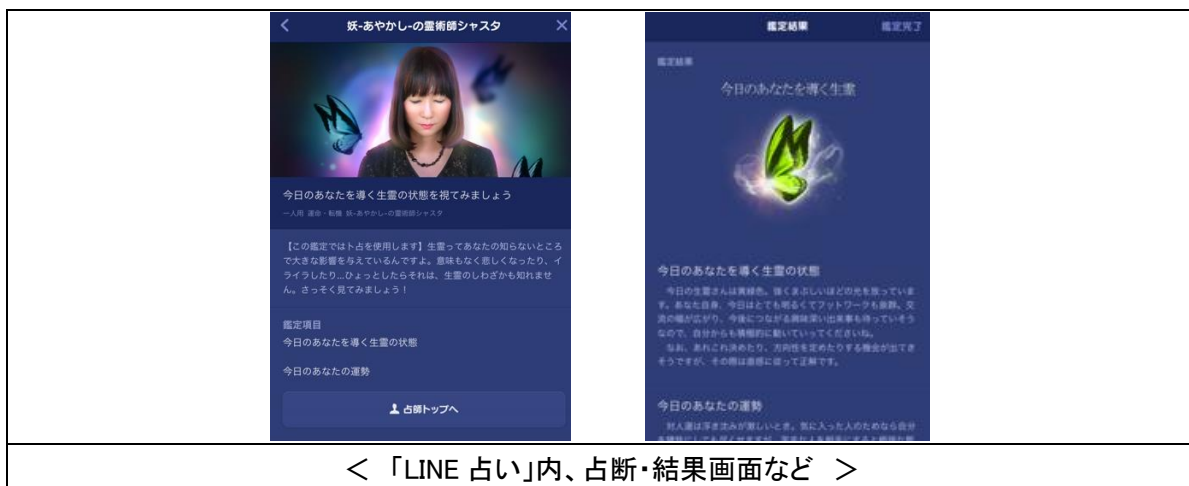 妖-あやかし-の霊術師シャスタ
今日のあなたを導く生霊の状態を視てみましょう
一人用 運命・転機 妖-あやかし-の霊術師シャスタ
【この鑑定では卜占を使用します】生霊ってあなたの知らないところ
で大きな影響を与えているんですよ。意味もなく悲しくなったり、イ
ライラしたり...ひょっとしたらそれは、生霊のしわざかも知れませ
ん。さっそく見てみましょう！
鑑定項目
今日のあなたを導く生霊の状態
今日のあなたの運勢
占師トップへ
鑑定結果
鑑定完了
鑑定結果
今日のあなたを導く生霊
今日のあなたを導く生霊の状態
今日の生霊さんは黄緑色。強くまぶしいほどの光を放っていま
す。あなた自身、今日はとても明るくてフットワークも抜群。交
流の幅が広がり、今後につながる興味深い出来事も待っていそう
なので、自分からも積極的に動いていってくださいね。
なお、あれこれ決めたり、方向性を定めたりする機会が出てき
そうですが、その際は直感に従って正解です。
今日のあなたの運勢
対人運は浮き沈みが激しいとき。気に入った人のためなら自分
＜ 「LINE 占い」内、占断・結果画面など ＞